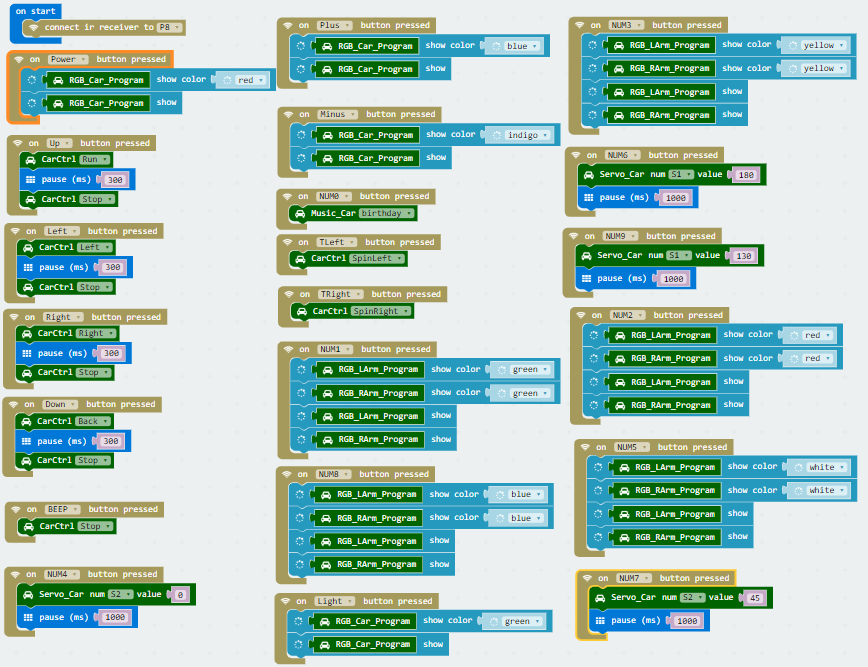 on start
connect ir receiver to P8
on Power button pressed
RGB_Car_Program show color red
RGB_Car_Program show
on Up button pressed
CarCtrl Run
pause (ms) 300
CarCtrl Stop
on Left button pressed
CarCtrl Left
pause (ms) 300
CarCtrl Stop
on Right button pressed
CarCtrl Right
pause (ms) 300
CarCtrl Stop
on Down button pressed
CarCtrl Back
pause (ms) 300
CarCtrl Stop
on BEEP button pressed
CarCtrl Stop
on NUM4 button pressed
Servo_Car num S2 value 0
pause (ms) 1000
on Plus button pressed
RGB_Car_Program show color blue
RGB_Car_Program show
on Minus button pressed
RGB_Car_Program show color indigo
RGB_Car_Program show
on NUM0 button pressed
Music_Car birthday
on TLeft button pressed
CarCtrl SpinLeft
on TRight button pressed
CarCtrl SpinRight
on NUM1 button pressed
RGB_LArm_Program show color green
RGB_RArm_Program show color green
RGB_LArm_Program show
RGB_RArm_Program show
on NUM8 button pressed
RGB_LArm_Program show color blue
RGB_RArm_Program show color blue
RGB_LArm_Program show
RGB_RArm_Program show
on Light button pressed
RGB_Car_Program show color green
RGB_Car_Program show
on NUM3 button pressed
RGB_LArm_Program show color yellow
RGB_RArm_Program show color yellow
RGB_LArm_Program show
RGB_RArm_Program show
on NUM6 button pressed
Servo_Car num S1 value 180
pause (ms) 1000
on NUM9 button pressed
Servo_Car num S1 value 130
pause (ms) 1000
on NUM2 button pressed
RGB_LArm_Program show color red
RGB_RArm_Program show color red
RGB_LArm_Program show
RGB_RArm_Program show
on NUM5 button pressed
RGB_LArm_Program show color white
RGB_RArm_Program show color white
RGB_LArm_Program show
RGB_RArm_Program show
on NUM7 button pressed
Servo_Car num S2 value 45
pause (ms) 1000